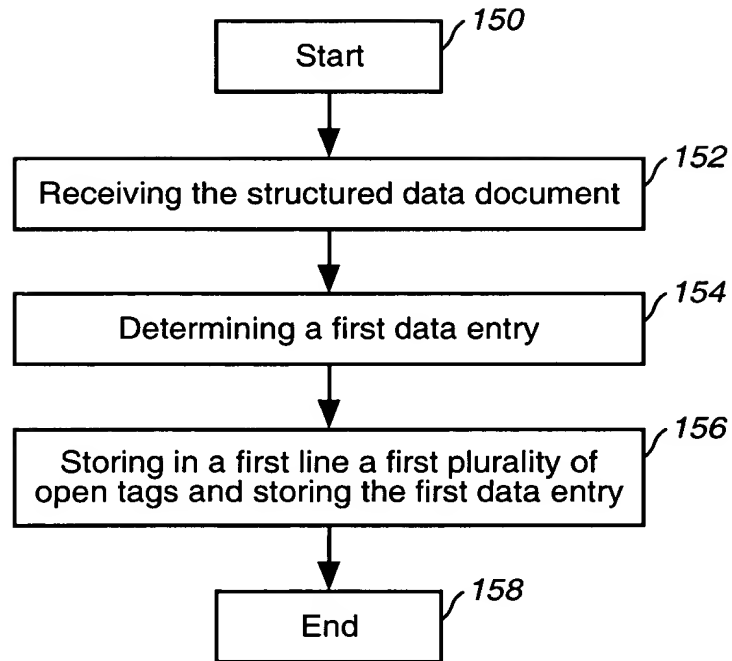 150
Start
152
Receiving the structured data document
154
Determining a first data entry
156
Storing in a first line a first plurality of
open tags and storing the first data entry
158
End